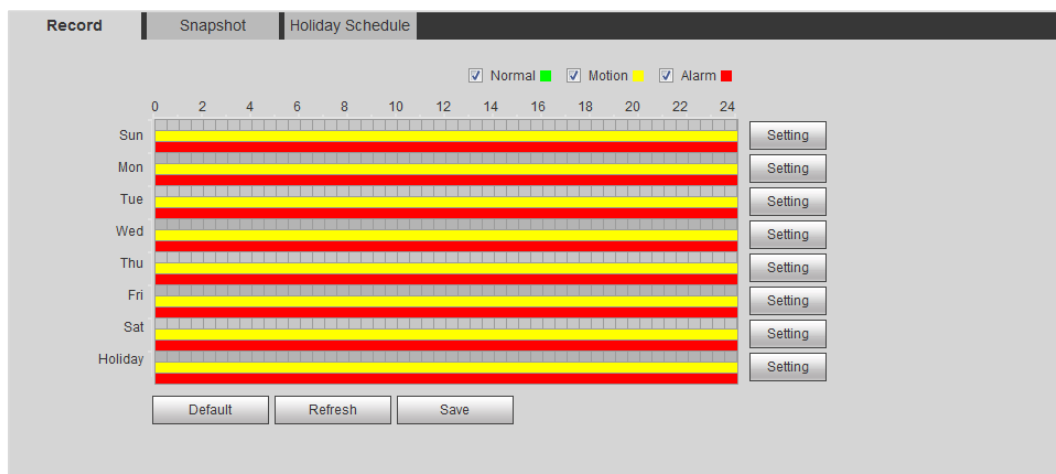 Record Snapshot Holiday Schedule
Normal Motion Alarm
0 2 4 6 8 10 12 14 16 18 20 22 24
Sun Setting
Mon Setting
Tue Setting
Wed Setting
Thu Setting
Fri Setting
Sat Setting
Holiday Setting
Default Refresh Save